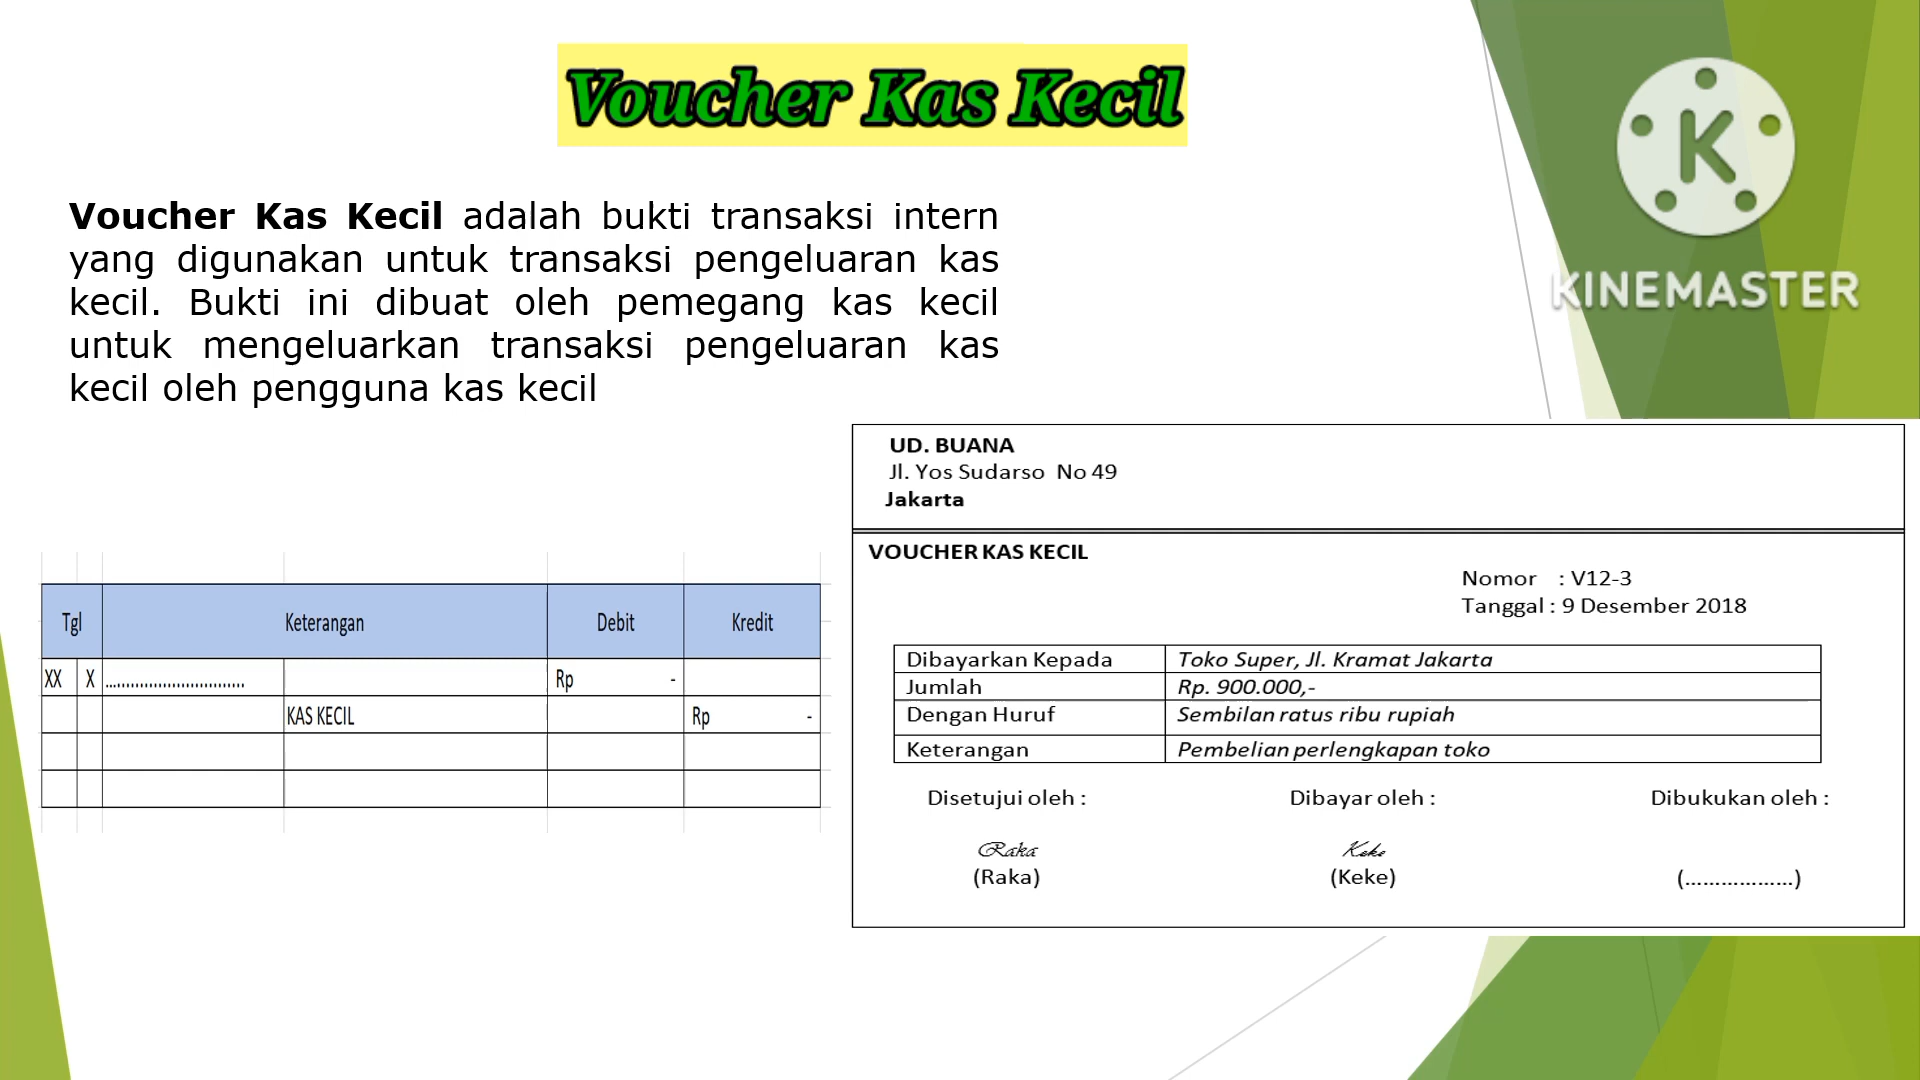 Voucher Kas Kecil
KINEMASTER
Voucher Kas Kecil adalah bukti transaksi intern
yang digunakan untuk transaksi pengeluaran kas
kecil. Bukti ini dibuat oleh pemegang kas kecil
untuk mengeluarkan transaksi pengeluaran kas
kecil oleh pengguna kas kecil
Tgl Keterangan Debit Kredit
XX X ................................ Rp -
KAS KECIL Rp -
UD. BUANA
Jl. Yos Sudarso No 49
Jakarta
VOUCHER KAS KECIL
Nomor : V12-3
Tanggal : 9 Desember 2018
Dibayarkan Kepada Toko Super, Jl. Kramat Jakarta
Jumlah Rp. 900.000,-
Dengan Huruf Sembilan ratus ribu rupiah
Keterangan Pembelian perlengkapan toko
Disetujui oleh : Dibayar oleh : Dibukukan oleh :
Raka Keke
(Raka) (Keke) (..................)